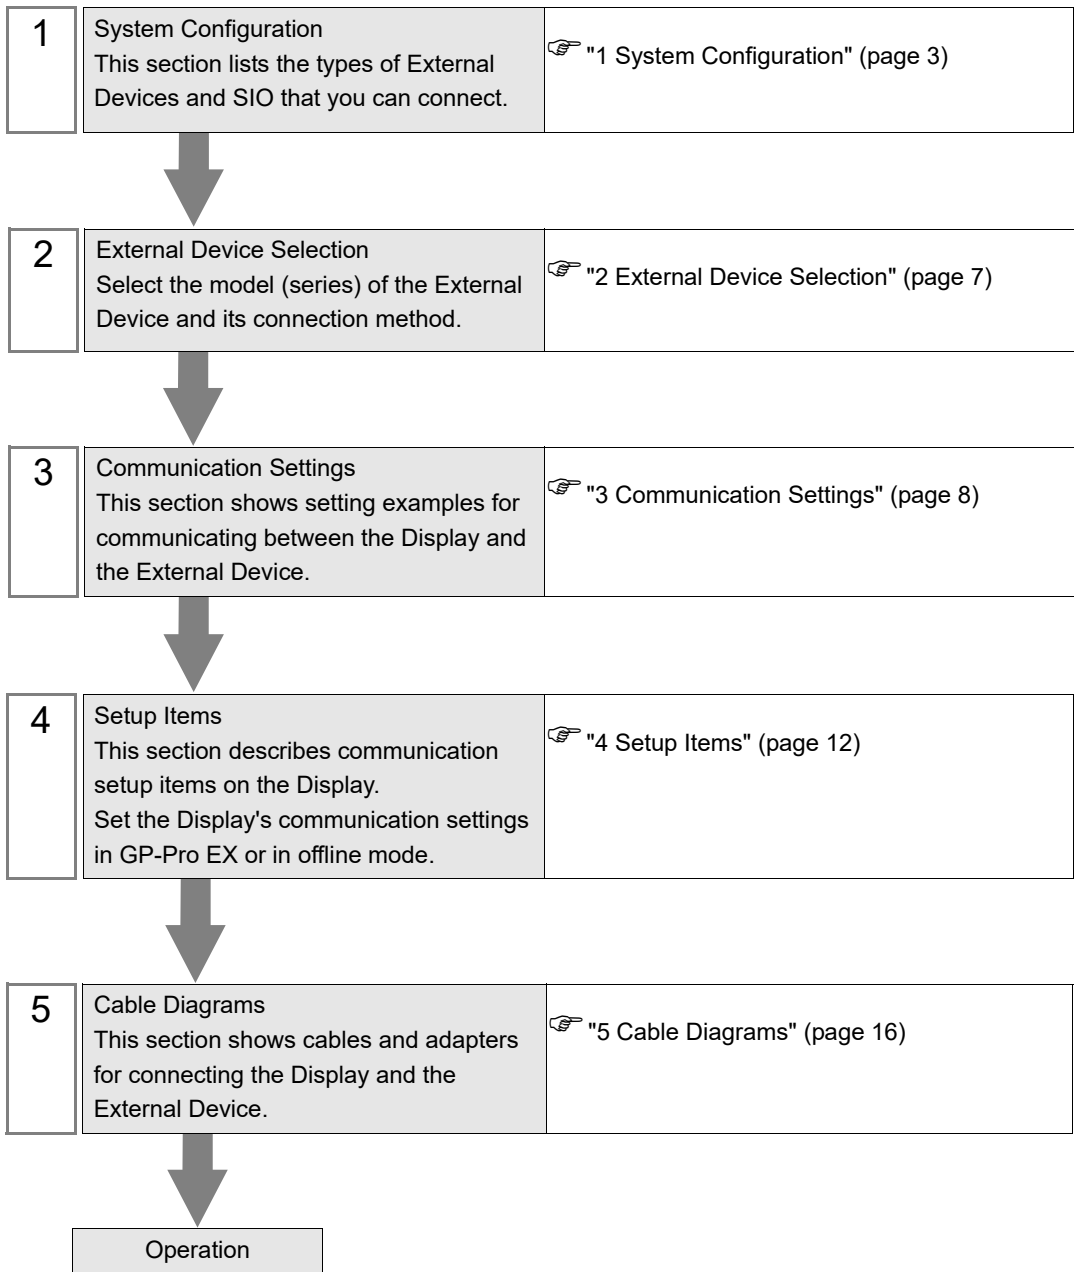 1
System Configuration
This section lists the types of External
Devices and SIO that you can connect.
"1 System Configuration" (page 3)
2
External Device Selection
Select the model (series) of the External
Device and its connection method.
"2 External Device Selection" (page 7)
3
Communication Settings
This section shows setting examples for
communicating between the Display and
the External Device.
"3 Communication Settings" (page 8)
4
Setup Items
This section describes communication
setup items on the Display.
Set the Display's communication settings
in GP-Pro EX or in offline mode.
"4 Setup Items" (page 12)
5
Cable Diagrams
This section shows cables and adapters
for connecting the Display and the
External Device.
"5 Cable Diagrams" (page 16)
Operation